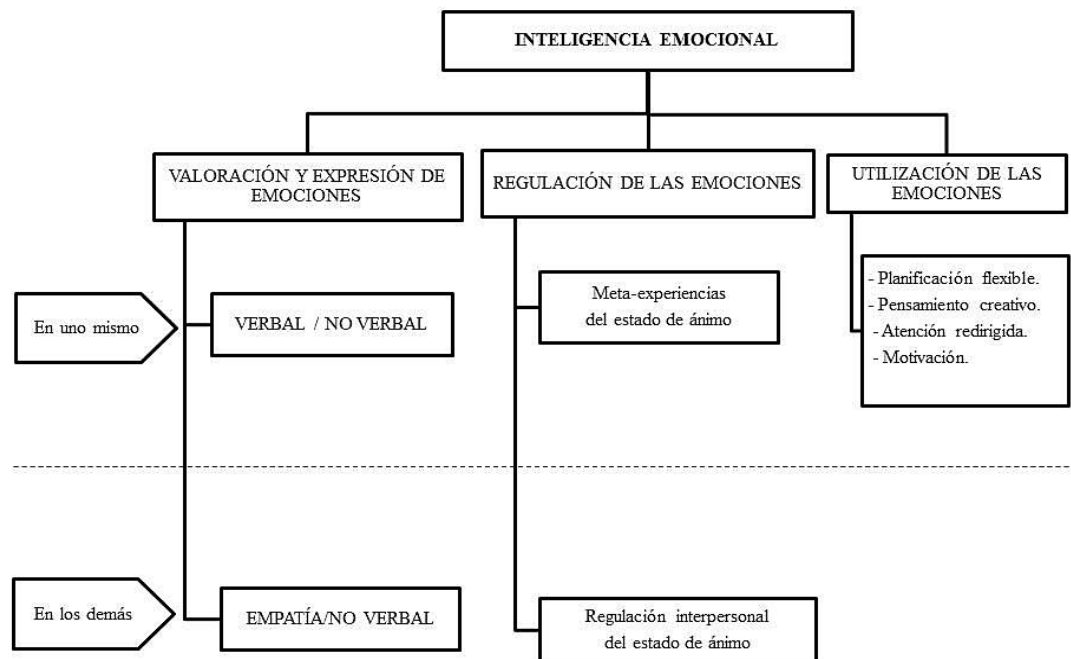 INTELIGENCIA EMOCIONAL
VALORACIÓN Y EXPRESIÓN DE
EMOCIONES
REGULACIÓN DE LAS EMOCIONES
UTILIZACIÓN DE LAS
EMOCIONES
En uno mismo
VERBAL / NO VERBAL
Meta-experiencias
del estado de ánimo
- Planificación flexible.
- Pensamiento creativo.
- Atención redirigida.
- Motivación.
En los demás
EMPATÍA/NO VERBAL
Regulación interpersonal
del estado de ánimo